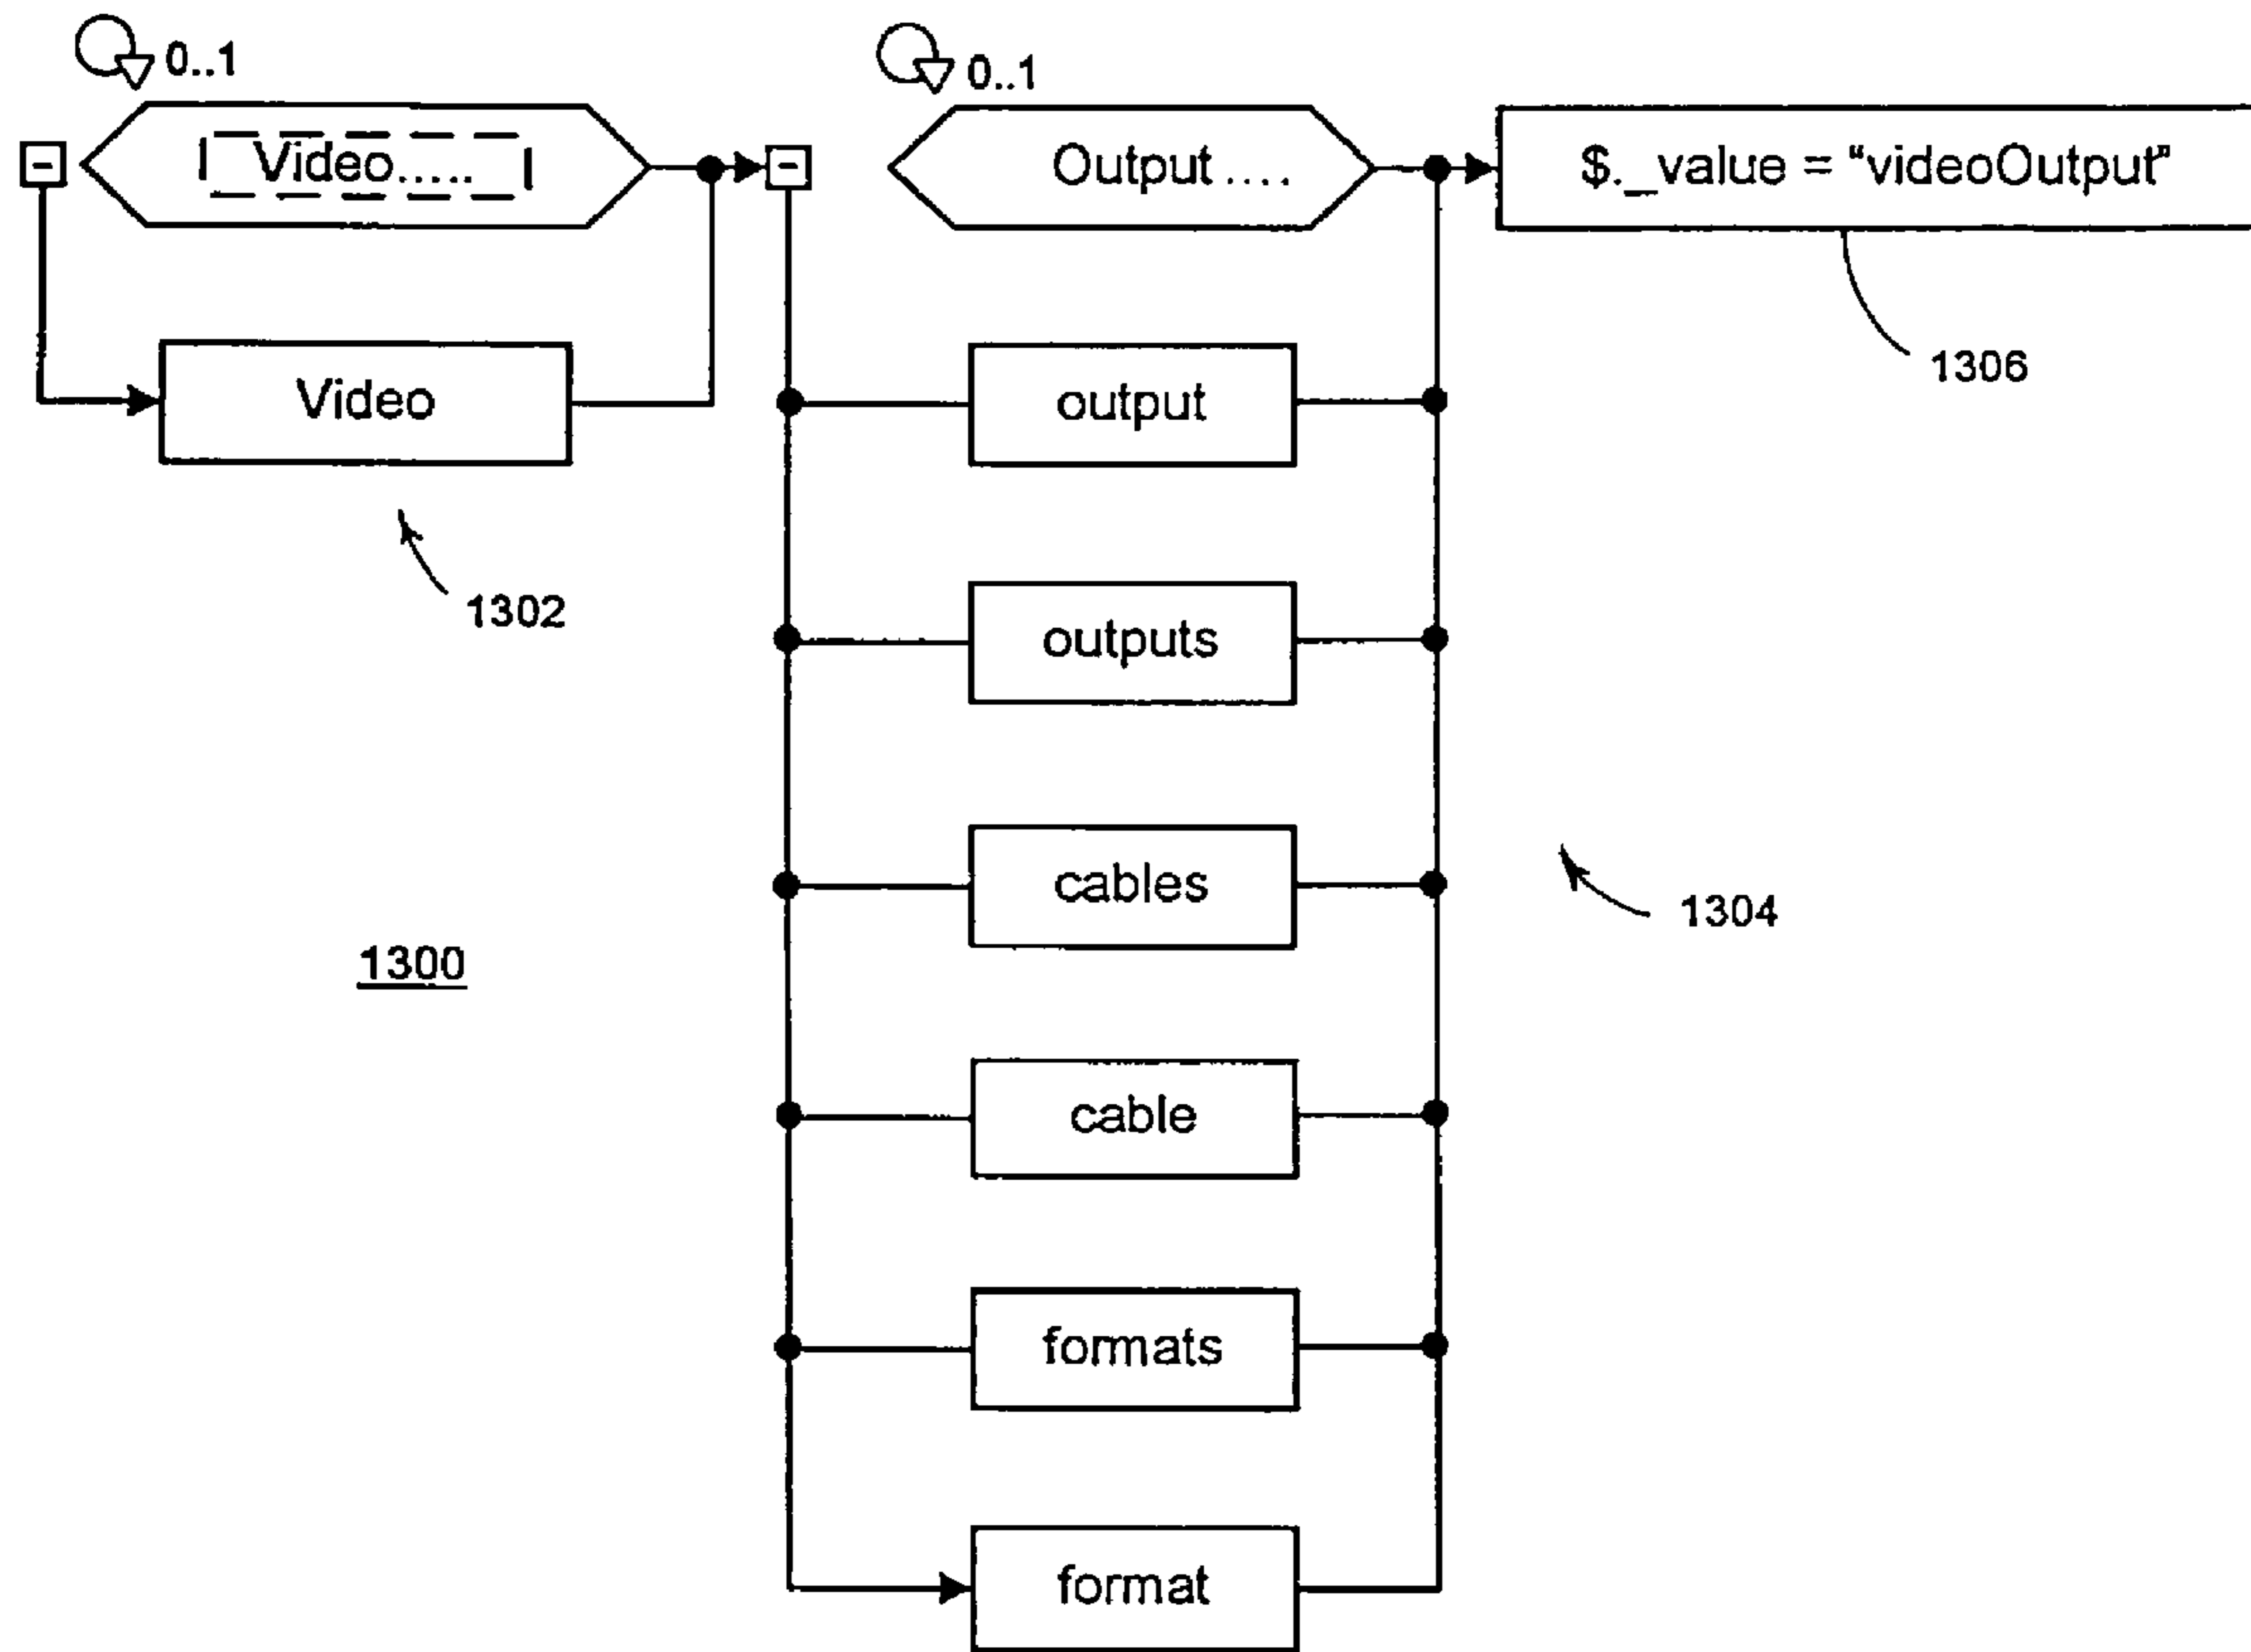 0..1
0..1
-
Video.....
-
Output ....
$._value = “videoOutput”
Video
output
1306
outputs
1302
cables
1304
1300
cable
formats
format